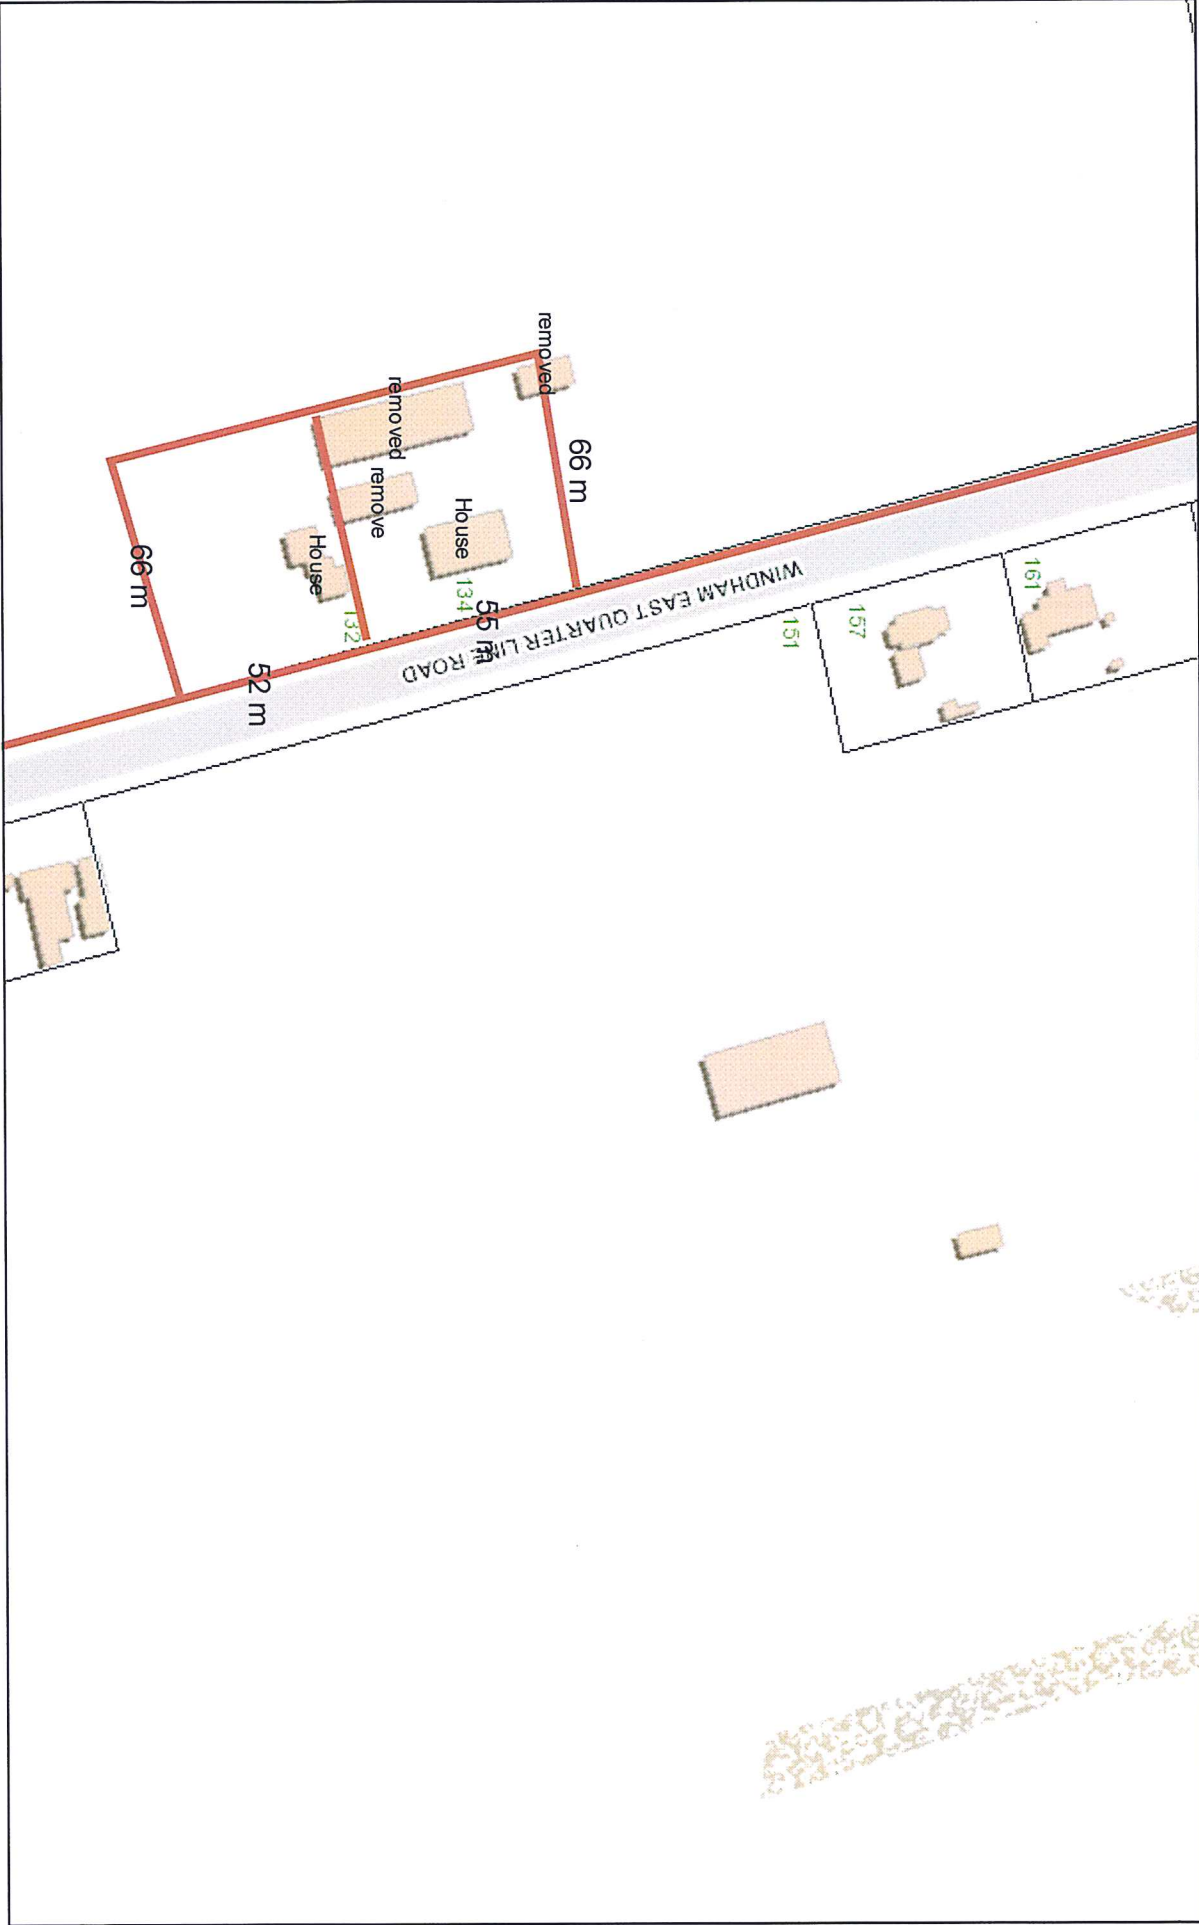 removed
removed
remove
House
House
66 m
66 m
134
132
55 m
52 m
WINDHAM EAST QUARTER LINE ROAD
161
157
151